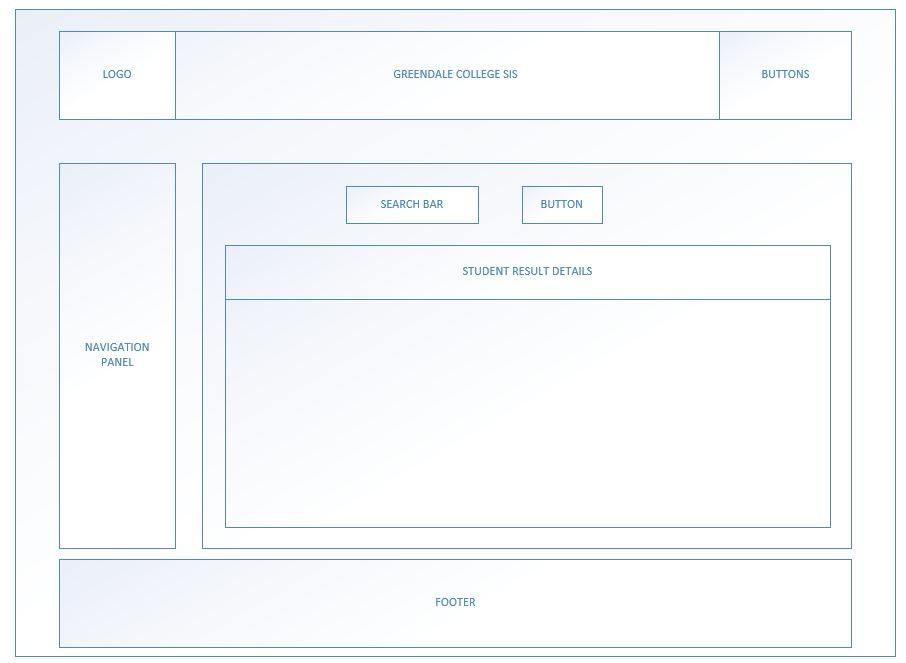 LOGO
GREENDALE COLLEGE SIS
BUTTONS
SEARCH BAR
BUTTON
STUDENT RESULT DETAILS
NAVIGATION
PANEL
FOOTER